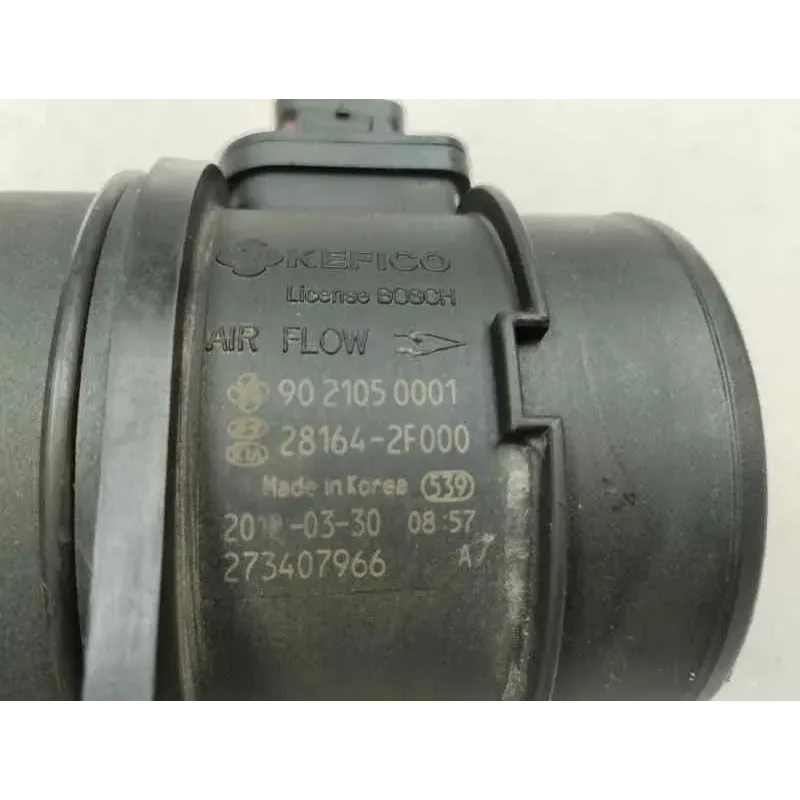 KEFICO
License BOSCH
AIR FLOW
90 2105 0001
KIA 28164-2F000
Made in Korea 539
-03-30 08:57
273407966 A7